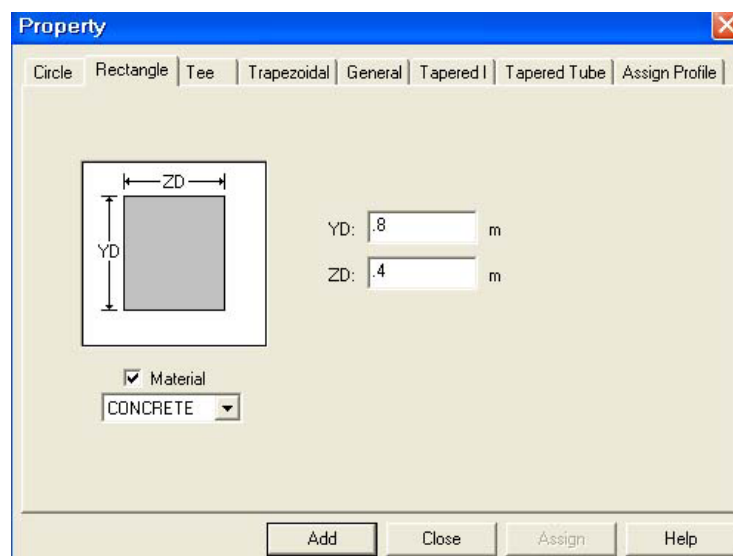 Property
Circle Rectangle Tee Trapezoidal General Tapered I Tapered Tube Assign Profile
ZD
YD
YD: .8 m
ZD: .4 m
Material
CONCRETE
Add Close Assign Help